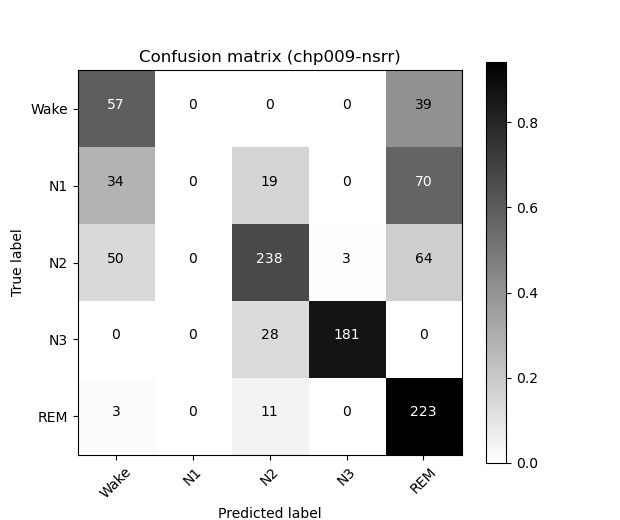 Confusion matrix (chp009-nsrr)
Wake 57 0 0 0 39
N1 34 0 19 0 70
N2 50 0 238 3 64
N3 0 0 28 181 0
REM 3 0 11 0 223
Wake N1 N2 N3 REM
Predicted label
True label
0.8
0.6
0.4
0.2
0.0